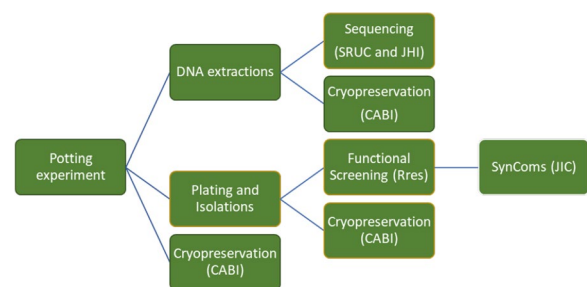 Potting
experiment
DNA extractions
Sequencing
(SRUC and JHI)
Cryopreservation
(CABI)
Plating and
Isolations
Functional
Screening (Rres)
SynComs (JIC)
Cryopreservation
(CABI)
Cryopreservation
(CABI)